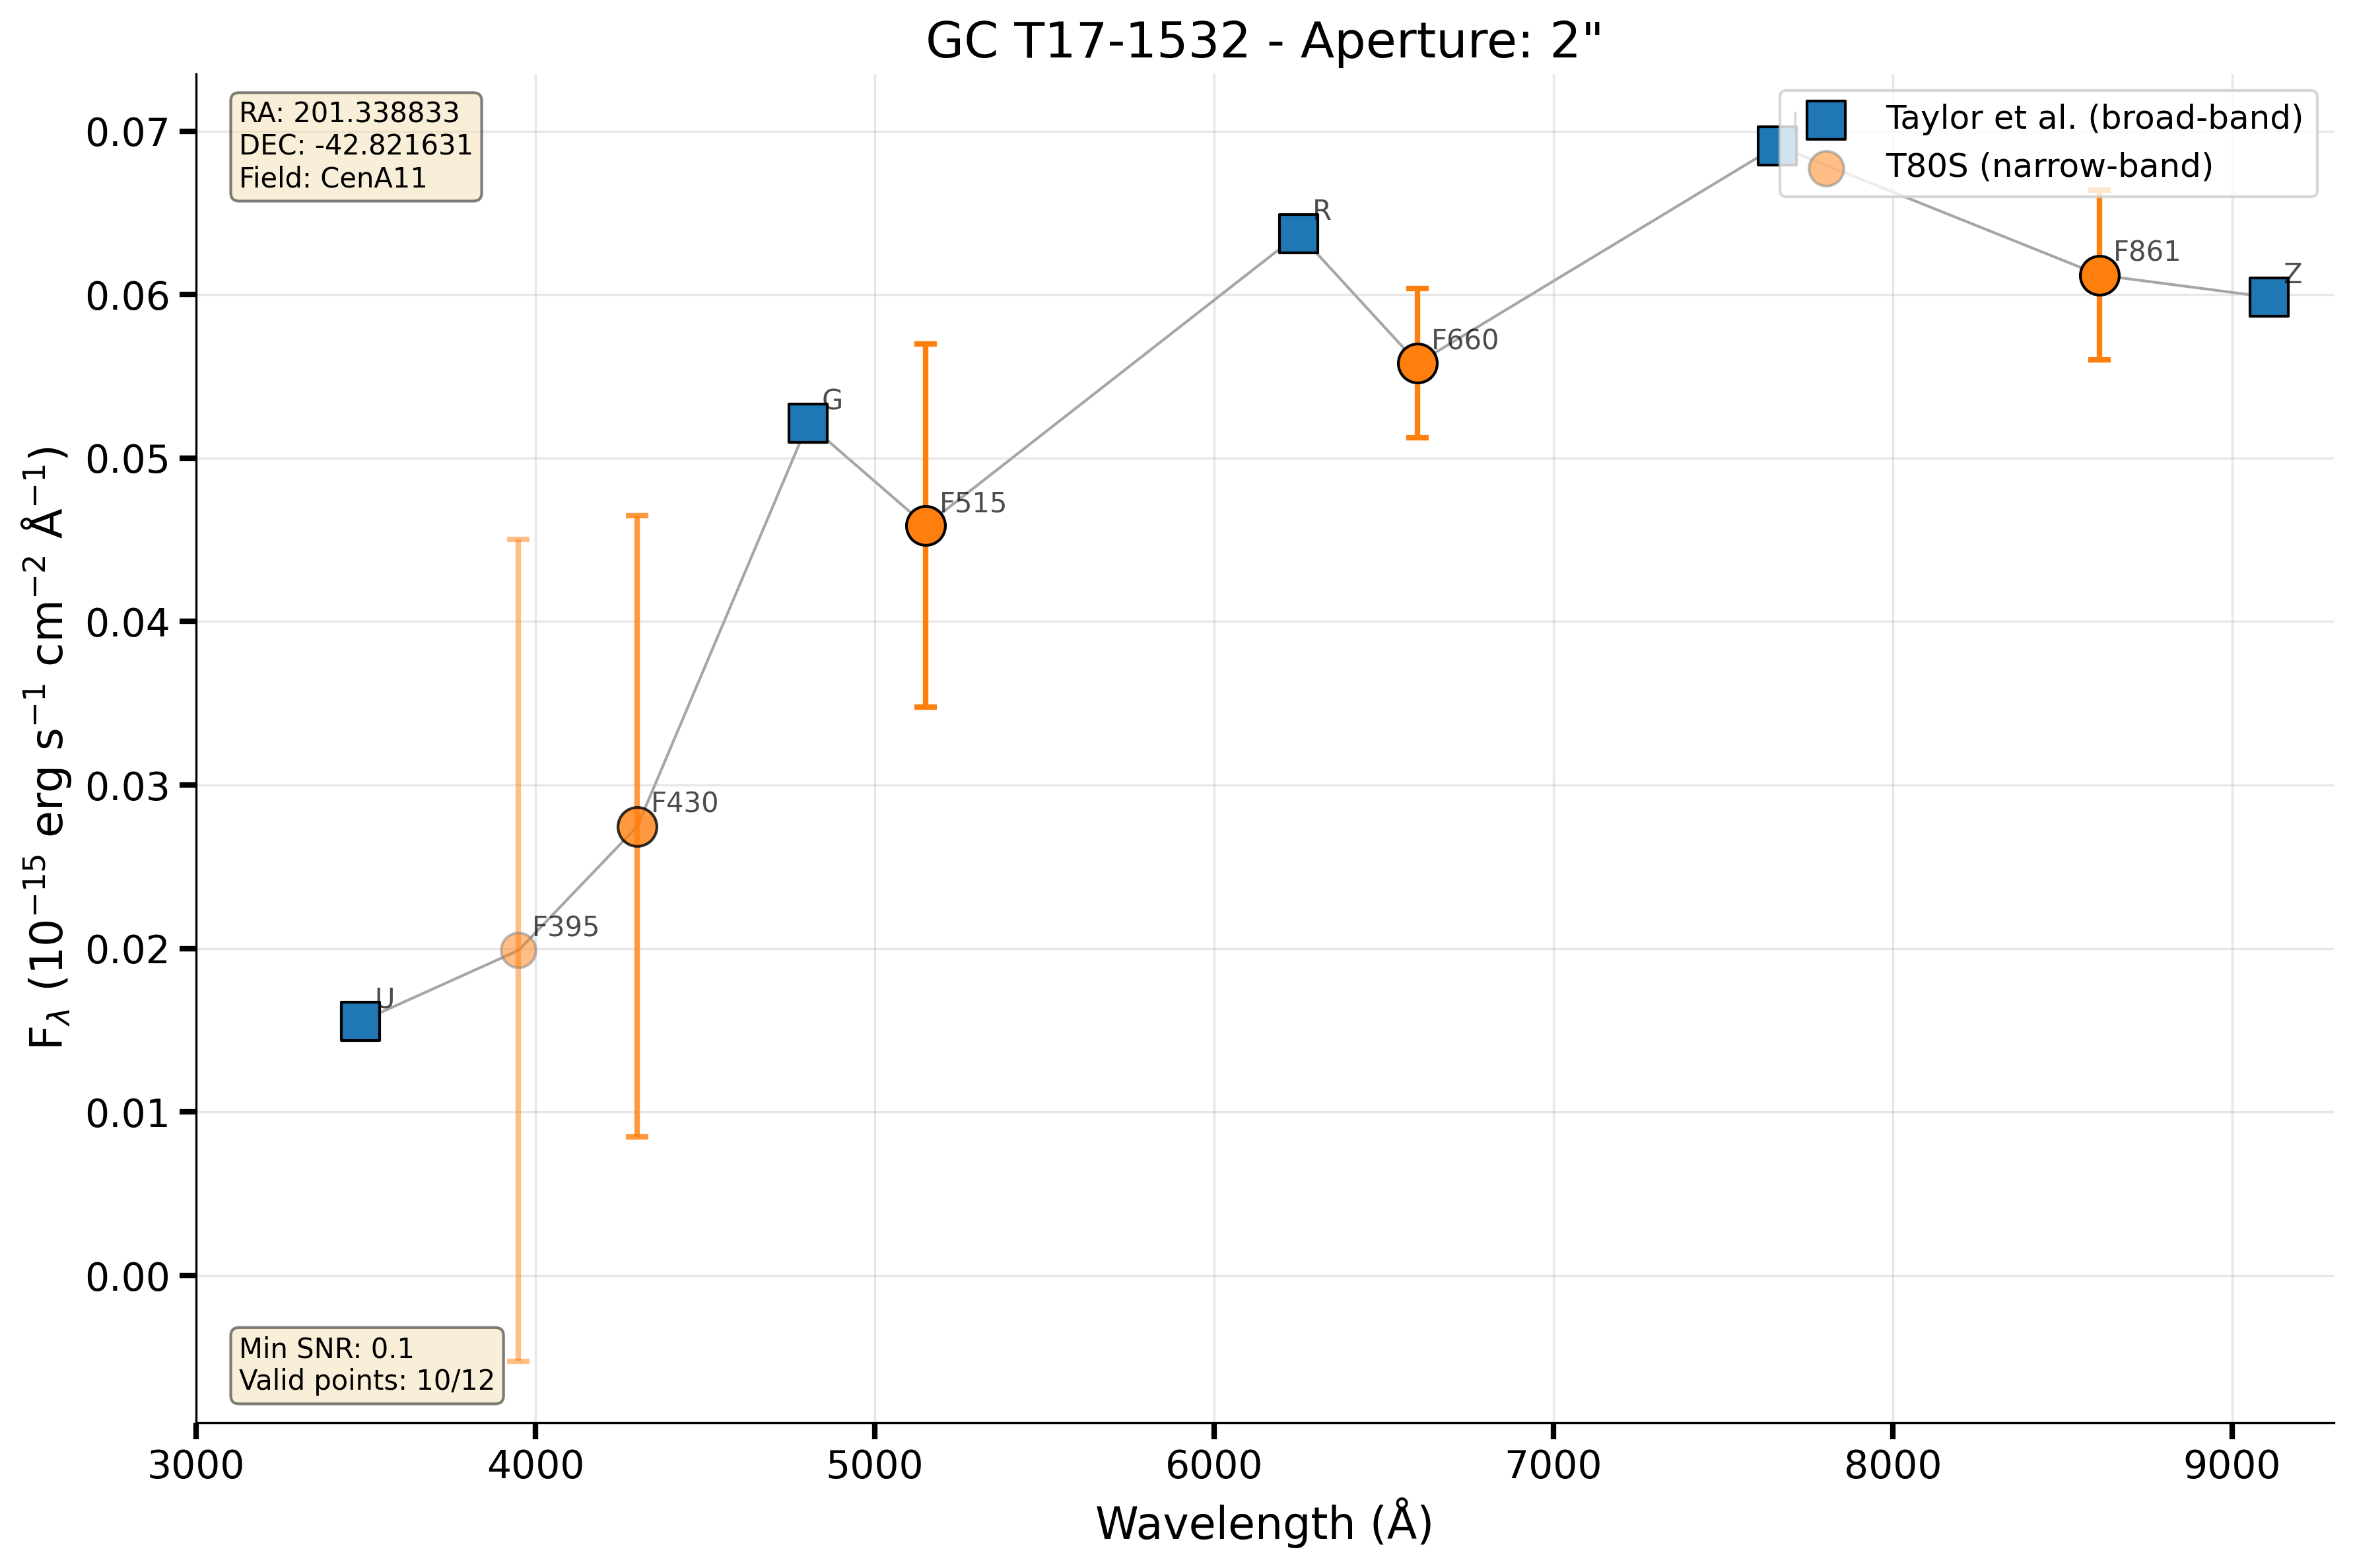 GC T17-1532 - Aperture: 2"
RA: 201.338833
DEC: -42.821631
Field: CenA11
Taylor et al. (broad-band)
T80S (narrow-band)
0.07
0.06
0.05
0.04
0.03
0.02
0.01
0.00
F$_{λ}$ (10$^{−15}$ erg s$^{−1}$ cm$^{−2}$ Å$^{−1}$)
U
F395
F430
G
F515
R
F660
F861
Z
Min SNR: 0.1
Valid points: 10/12
3000 4000 5000 6000 7000 8000 9000
Wavelength (Å)